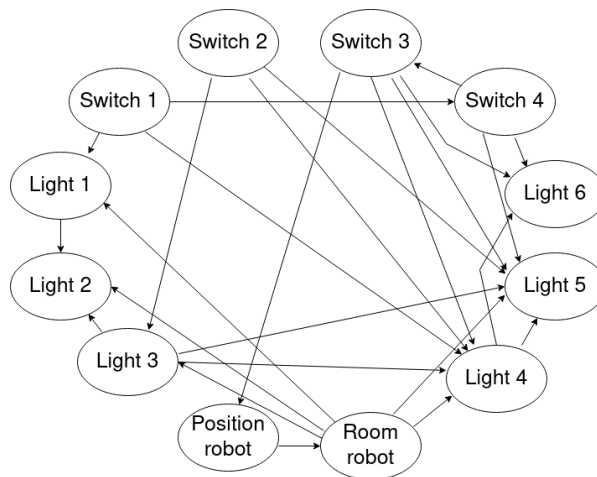 Switch 2
Switch 3
Switch 1
Switch 4
Light 1
Light 6
Light 2
Light 5
Light 3
Light 4
Position
robot
Room
robot